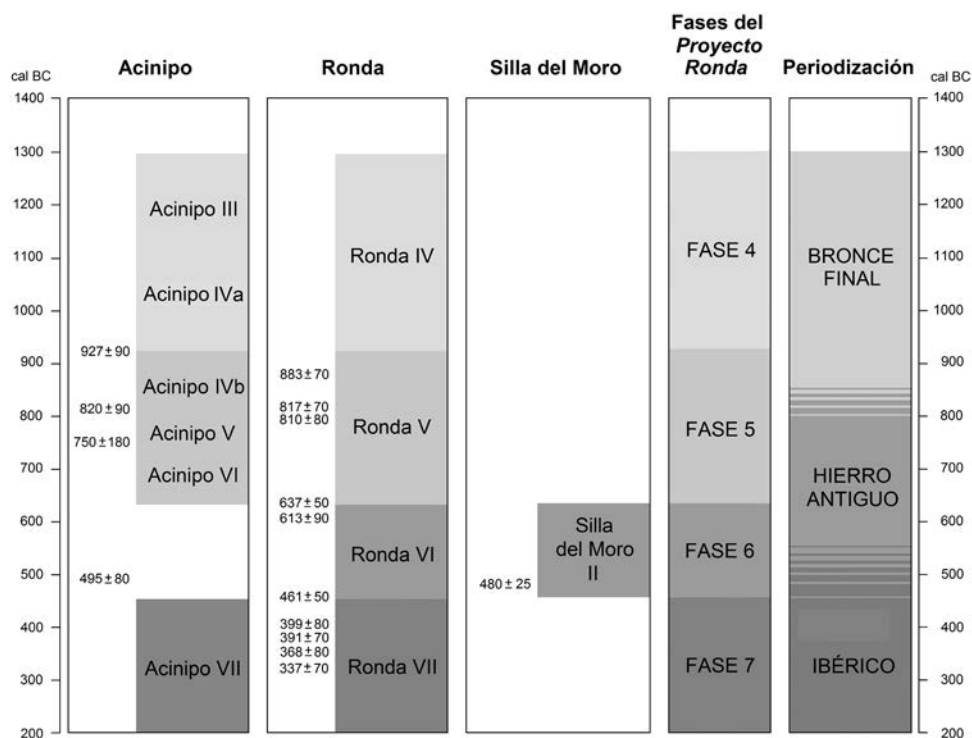 Fases del
Proyecto
Ronda
Acinipo
Ronda
Silla del Moro
Periodización
cal BC
cal BC
1400
1300
1200
1100
1000
900
800
700
600
500
400
300
200
Acinipo III
Acinipo IVa
927±90
Acinipo IVb
820±90
Acinipo V
750±180
Acinipo VI
495±80
Acinipo VII
Ronda IV
883±70
817±70
810±80
Ronda V
637±50
613±90
Ronda VI
461±50
399±80
391±70
368±80
337±70
Ronda VII
Silla
del Moro
II
480±25
FASE 4
FASE 5
FASE 6
FASE 7
BRONCE
FINAL
HIERRO
ANTIGUO
IBÉRICO
1400
1300
1200
1100
1000
900
800
700
600
500
400
300
200